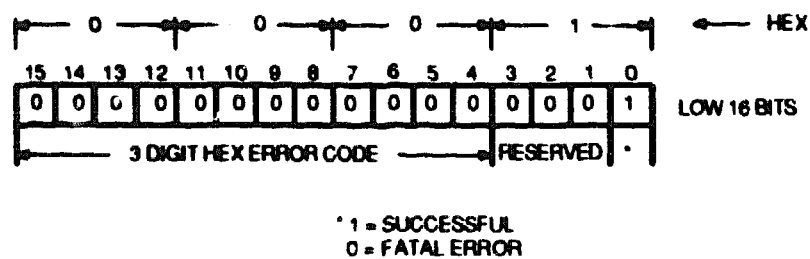 0 0 0 1 HEX
15 14 13 12 11 10 9 8 7 6 5 4 3 2 1 0
0 0 0 0 0 0 0 0 0 0 0 0 0 0 0 1 LOW 16 BITS
3 DIGIT HEX ERROR CODE RESERVED *
* 1 = SUCCESSFUL
0 = FATAL ERROR